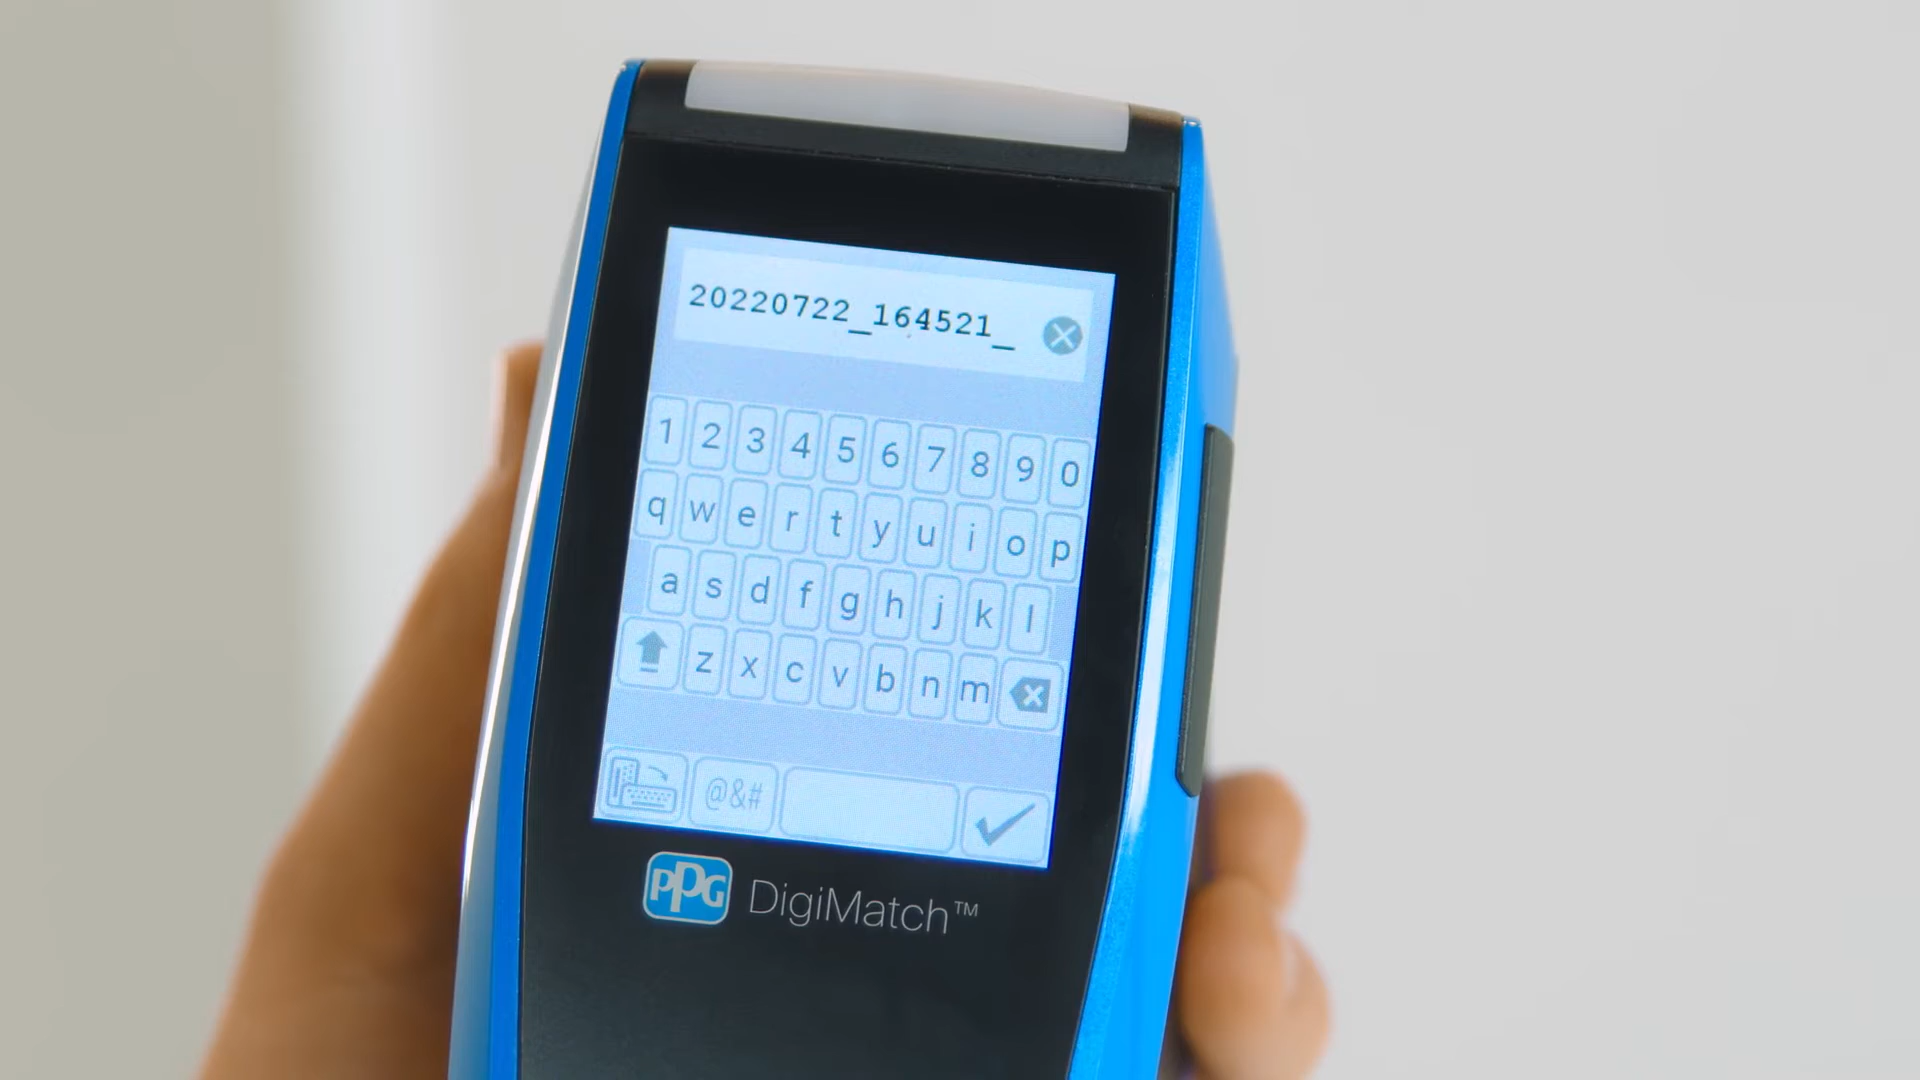 20220722_164521_
1 2 3 4 5 6 7 8 9 0
q w e r t y u i o p
a s d f g h j k l
z x c v b n m
@&#
PPG DigiMatch™